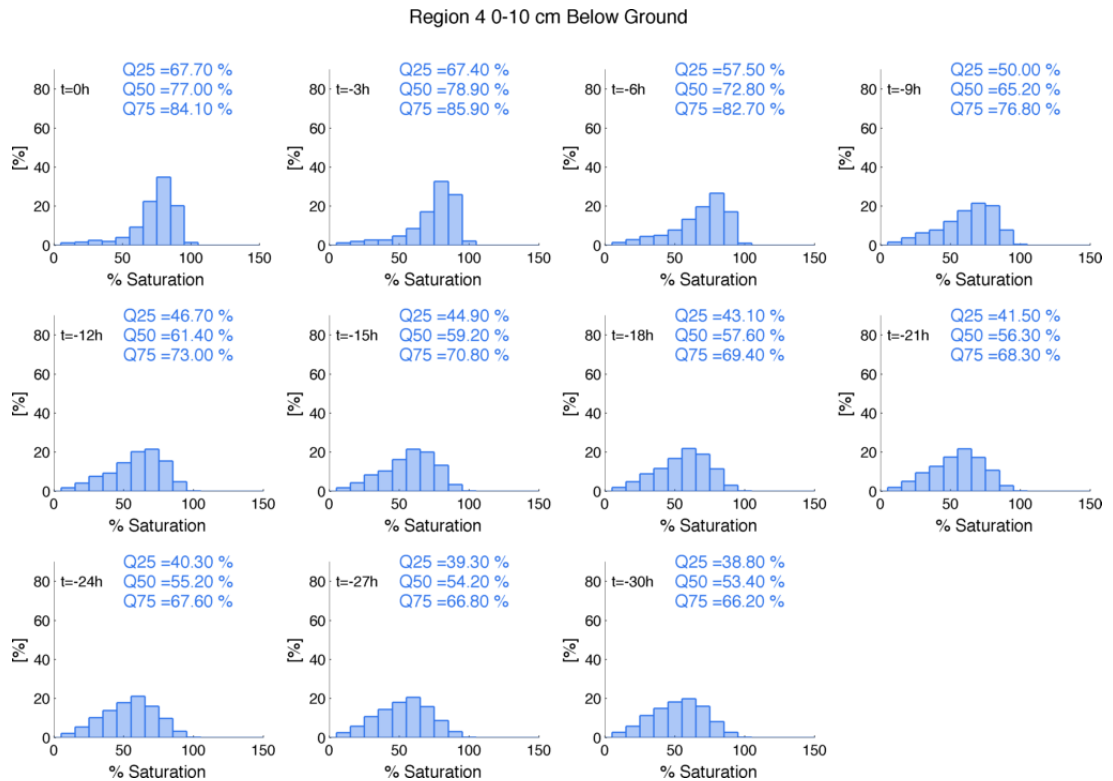 Region 4 0-10 cm Below Ground
t=0h
Q25 =67.70 %
Q50 =77.00 %
Q75 =84.10 %
[%]
80
60
40
20
0
0 50 100 150
% Saturation
t=-3h
Q25 =67.40 %
Q50 =78.90 %
Q75 =85.90 %
[%]
80
60
40
20
0
0 50 100 150
% Saturation
t=-6h
Q25 =57.50 %
Q50 =72.80 %
Q75 =82.70 %
[%]
80
60
40
20
0
0 50 100 150
% Saturation
t=-9h
Q25 =50.00 %
Q50 =65.20 %
Q75 =76.80 %
[%]
80
60
40
20
0
0 50 100 150
% Saturation
t=-12h
Q25 =46.70 %
Q50 =61.40 %
Q75 =73.00 %
[%]
80
60
40
20
0
0 50 100 150
% Saturation
t=-15h
Q25 =44.90 %
Q50 =59.20 %
Q75 =70.80 %
[%]
80
60
40
20
0
0 50 100 150
% Saturation
t=-18h
Q25 =43.10 %
Q50 =57.60 %
Q75 =69.40 %
[%]
80
60
40
20
0
0 50 100 150
% Saturation
t=-21h
Q25 =41.50 %
Q50 =56.30 %
Q75 =68.30 %
[%]
80
60
40
20
0
0 50 100 150
% Saturation
t=-24h
Q25 =40.30 %
Q50 =55.20 %
Q75 =67.60 %
[%]
80
60
40
20
0
0 50 100 150
% Saturation
t=-27h
Q25 =39.30 %
Q50 =54.20 %
Q75 =66.80 %
[%]
80
60
40
20
0
0 50 100 150
% Saturation
t=-30h
Q25 =38.80 %
Q50 =53.40 %
Q75 =66.20 %
[%]
80
60
40
20
0
0 50 100 150
% Saturation